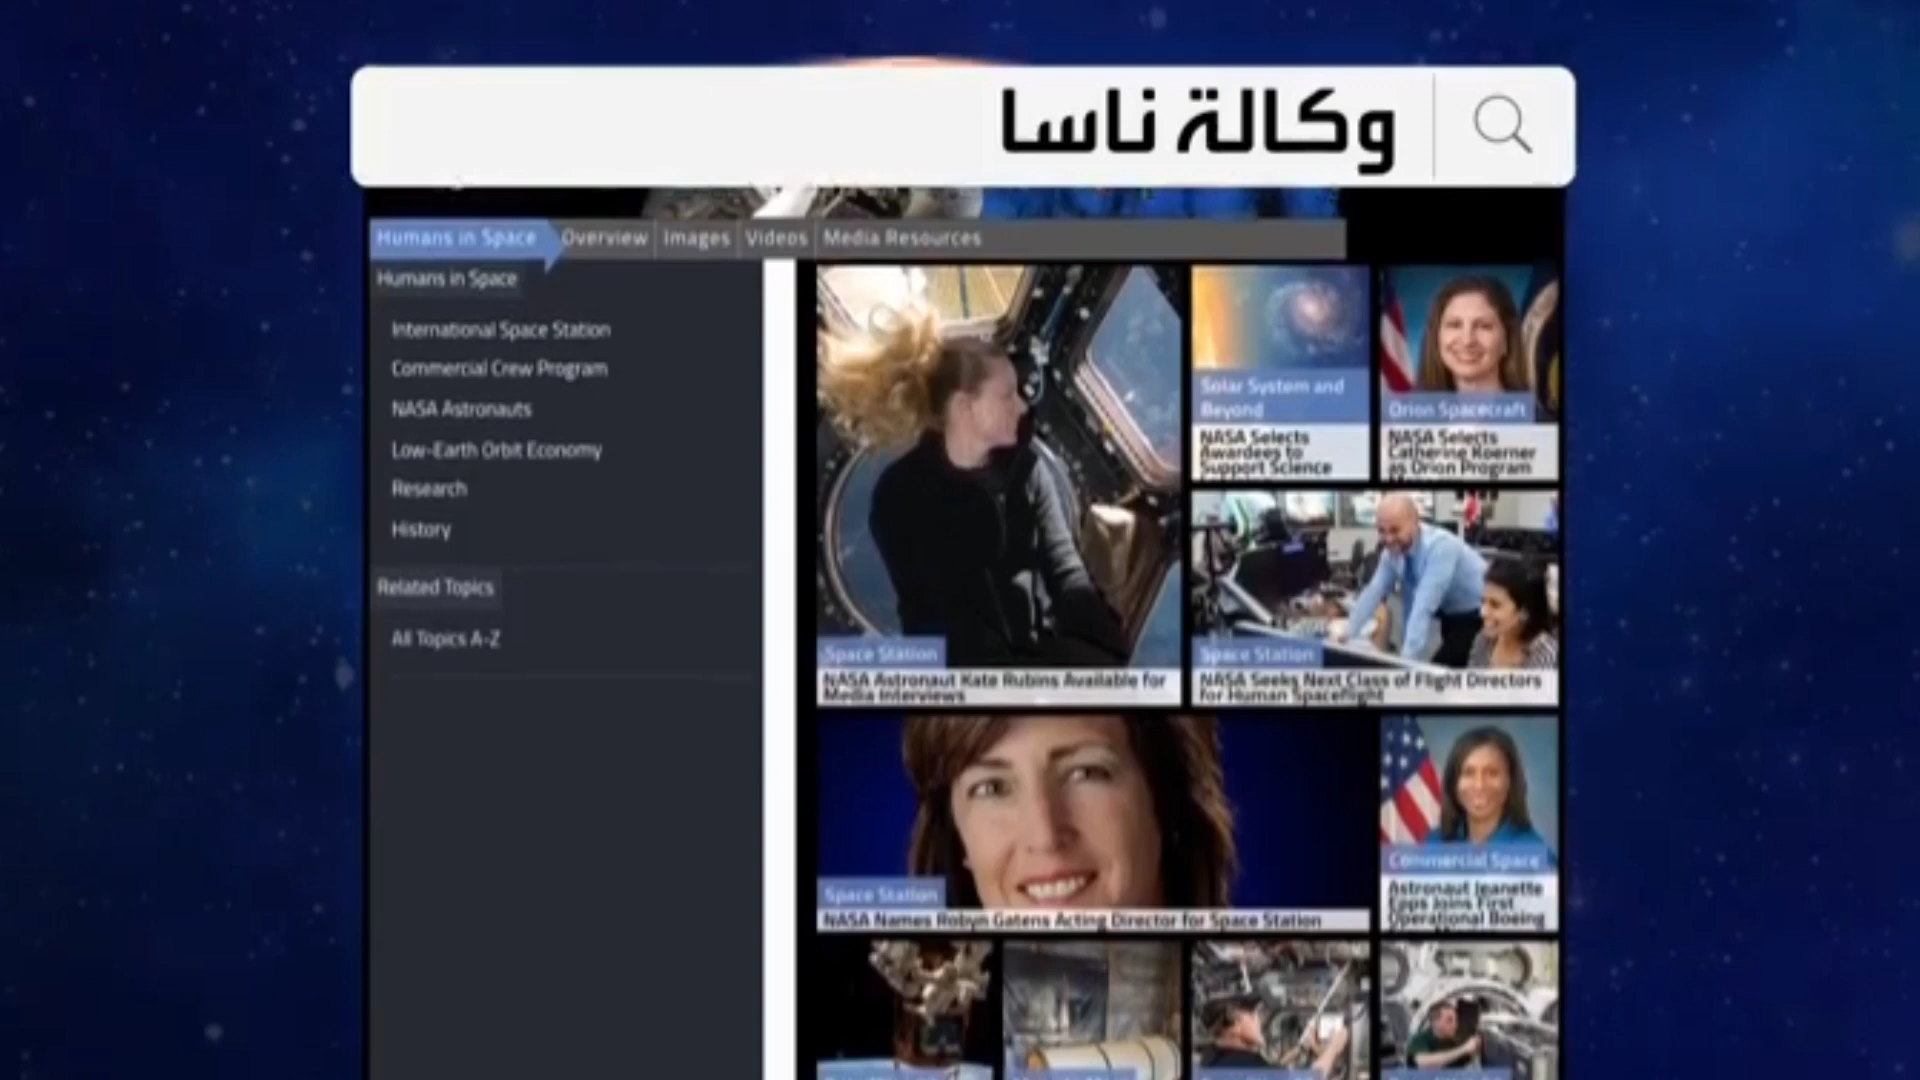 وكالة ناسا
Humans in Space
Overview
Images
Videos
Media Resources
Humans in Space
International Space Station
Commercial Crew Program
NASA Astronauts
Low-Earth Orbit Economy
Research
History
Related Topics
All Topics A-Z
Solar System and
Beyond
NASA Selects
Awardees to
Support Science
Orion Spacecraft
NASA Selects
Catherine Koerner
as Orion Program
Space Station
NASA Astronaut Kate Rubins Available for
Media Interviews
Space Station
NASA Seeks Next Class of Flight Directors
for Human Spaceflight
Space Station
NASA Names Robyn Gatens Acting Director for Space Station
Commercial Space
Astronaut Jeanette
Epps Joins First
Operational Boeing